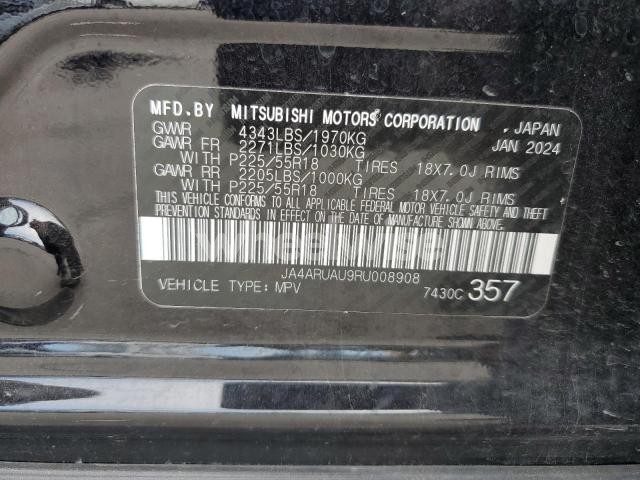 MFD.BY MITSUBISHI MOTORS CORPORATION , JAPAN
GVWR 4343LBS/1970KG JAN 2024
GAWR FR 2271LBS/1030KG
WITH P225/55R18 TIRES 18X7.0J RIMS
GAWR RR 2205LBS/1000KG
WITH P225/55R18 TIRES 18X7.0J RIMS
THIS VEHICLE CONFORMS TO ALL APPLICABLE FEDERAL MOTOR VEHICLE SAFETY AND THEFT
PREVENTION STANDARDS IN EFFECT ON THE DATE OF MANUFACTURE SHOWN ABOVE.
JA4ARUAU9RU008908
VEHICLE TYPE: MPV 7430C 357